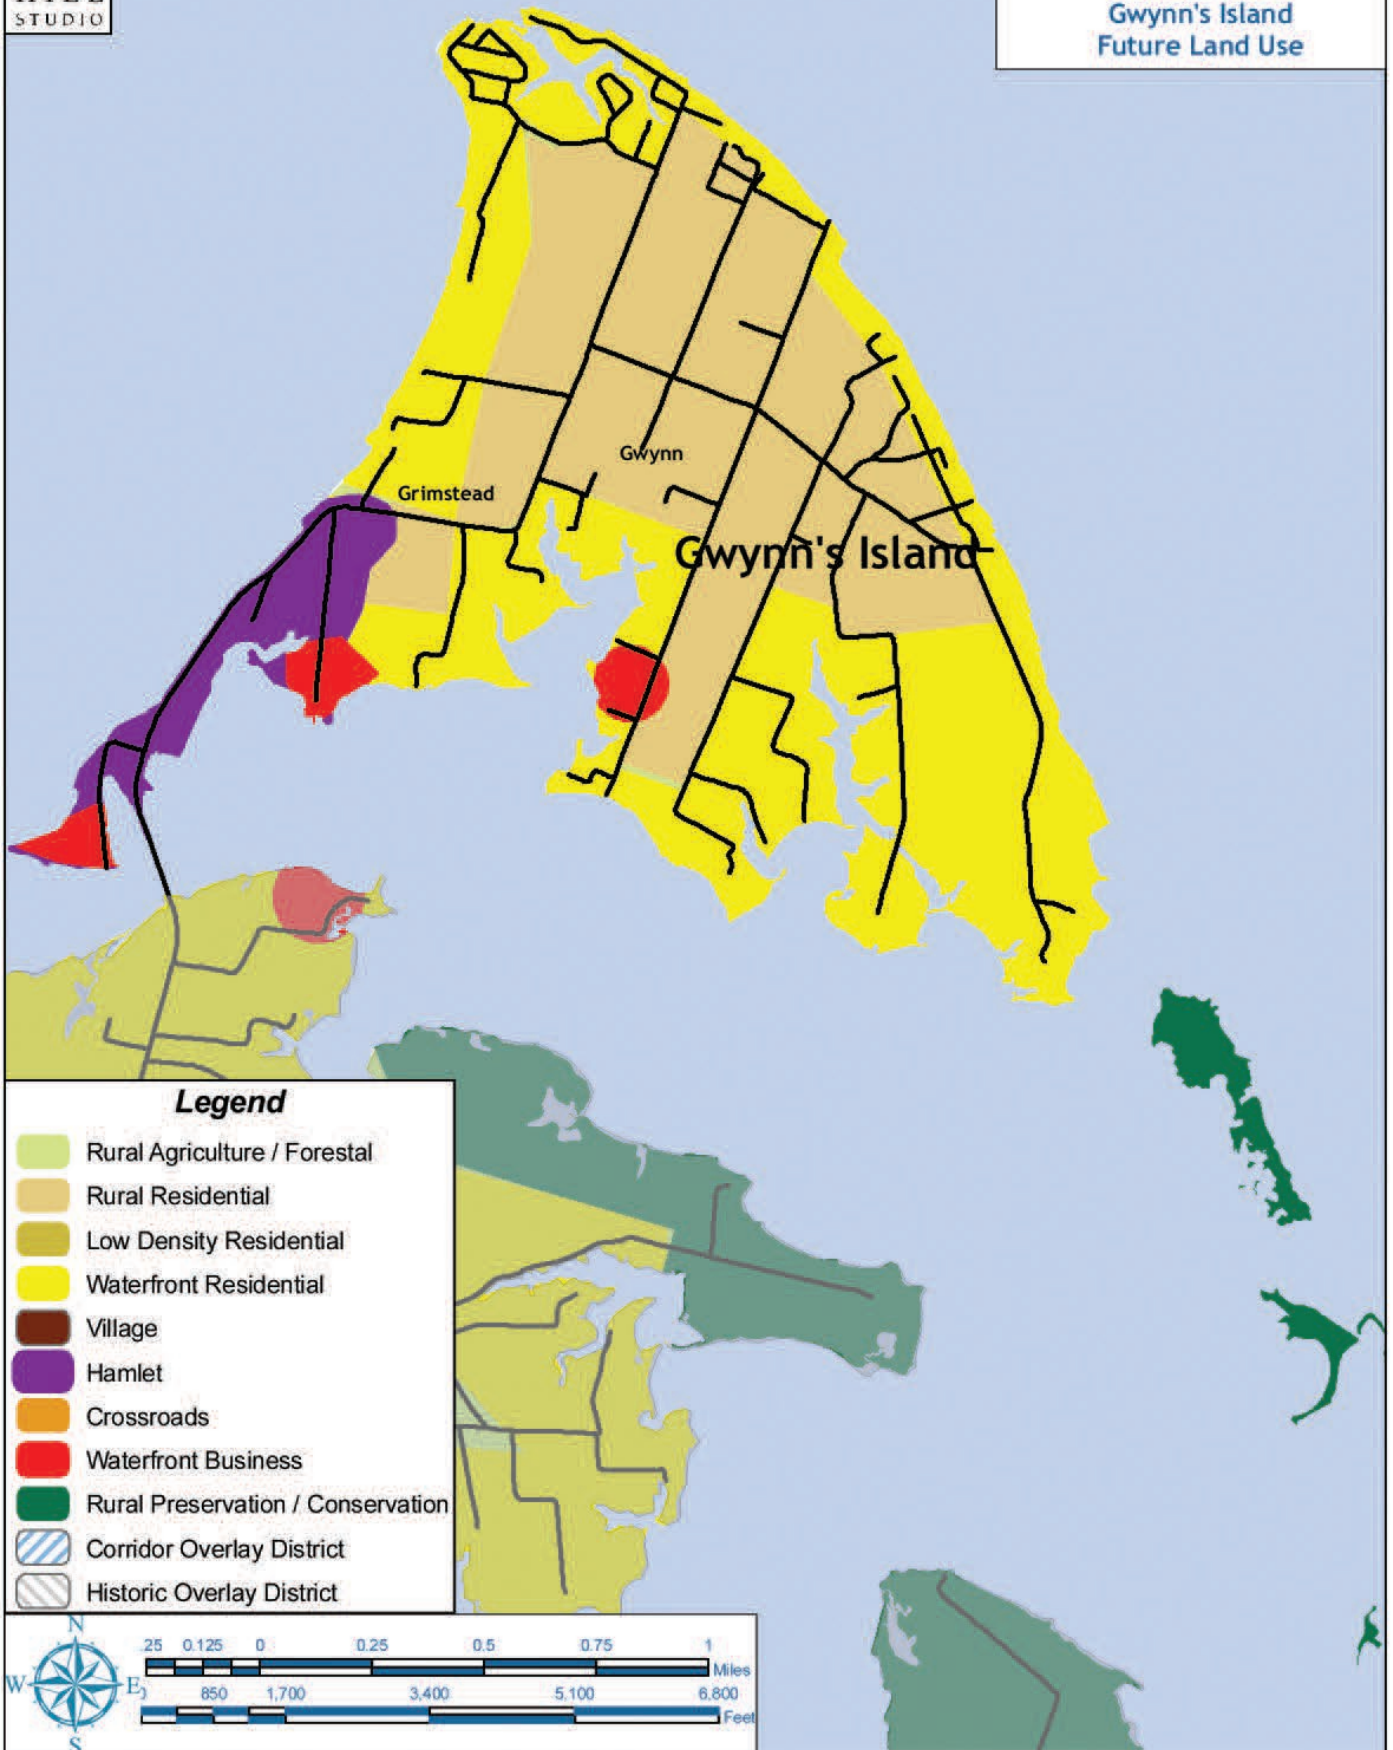 STUDIO
Gwynn's Island
Future Land Use
Gwynn
Grimstead
Gwynn's Island
Legend
Rural Agriculture / Forestal
Rural Residential
Low Density Residential
Waterfront Residential
Village
Hamlet
Crossroads
Waterfront Business
Rural Preservation / Conservation
Corridor Overlay District
Historic Overlay District
N
W
E
S
25 0.125 0 0.25 0.5 0.75 1
Miles
850 1,700 3,400 5,100 6,800
Feet